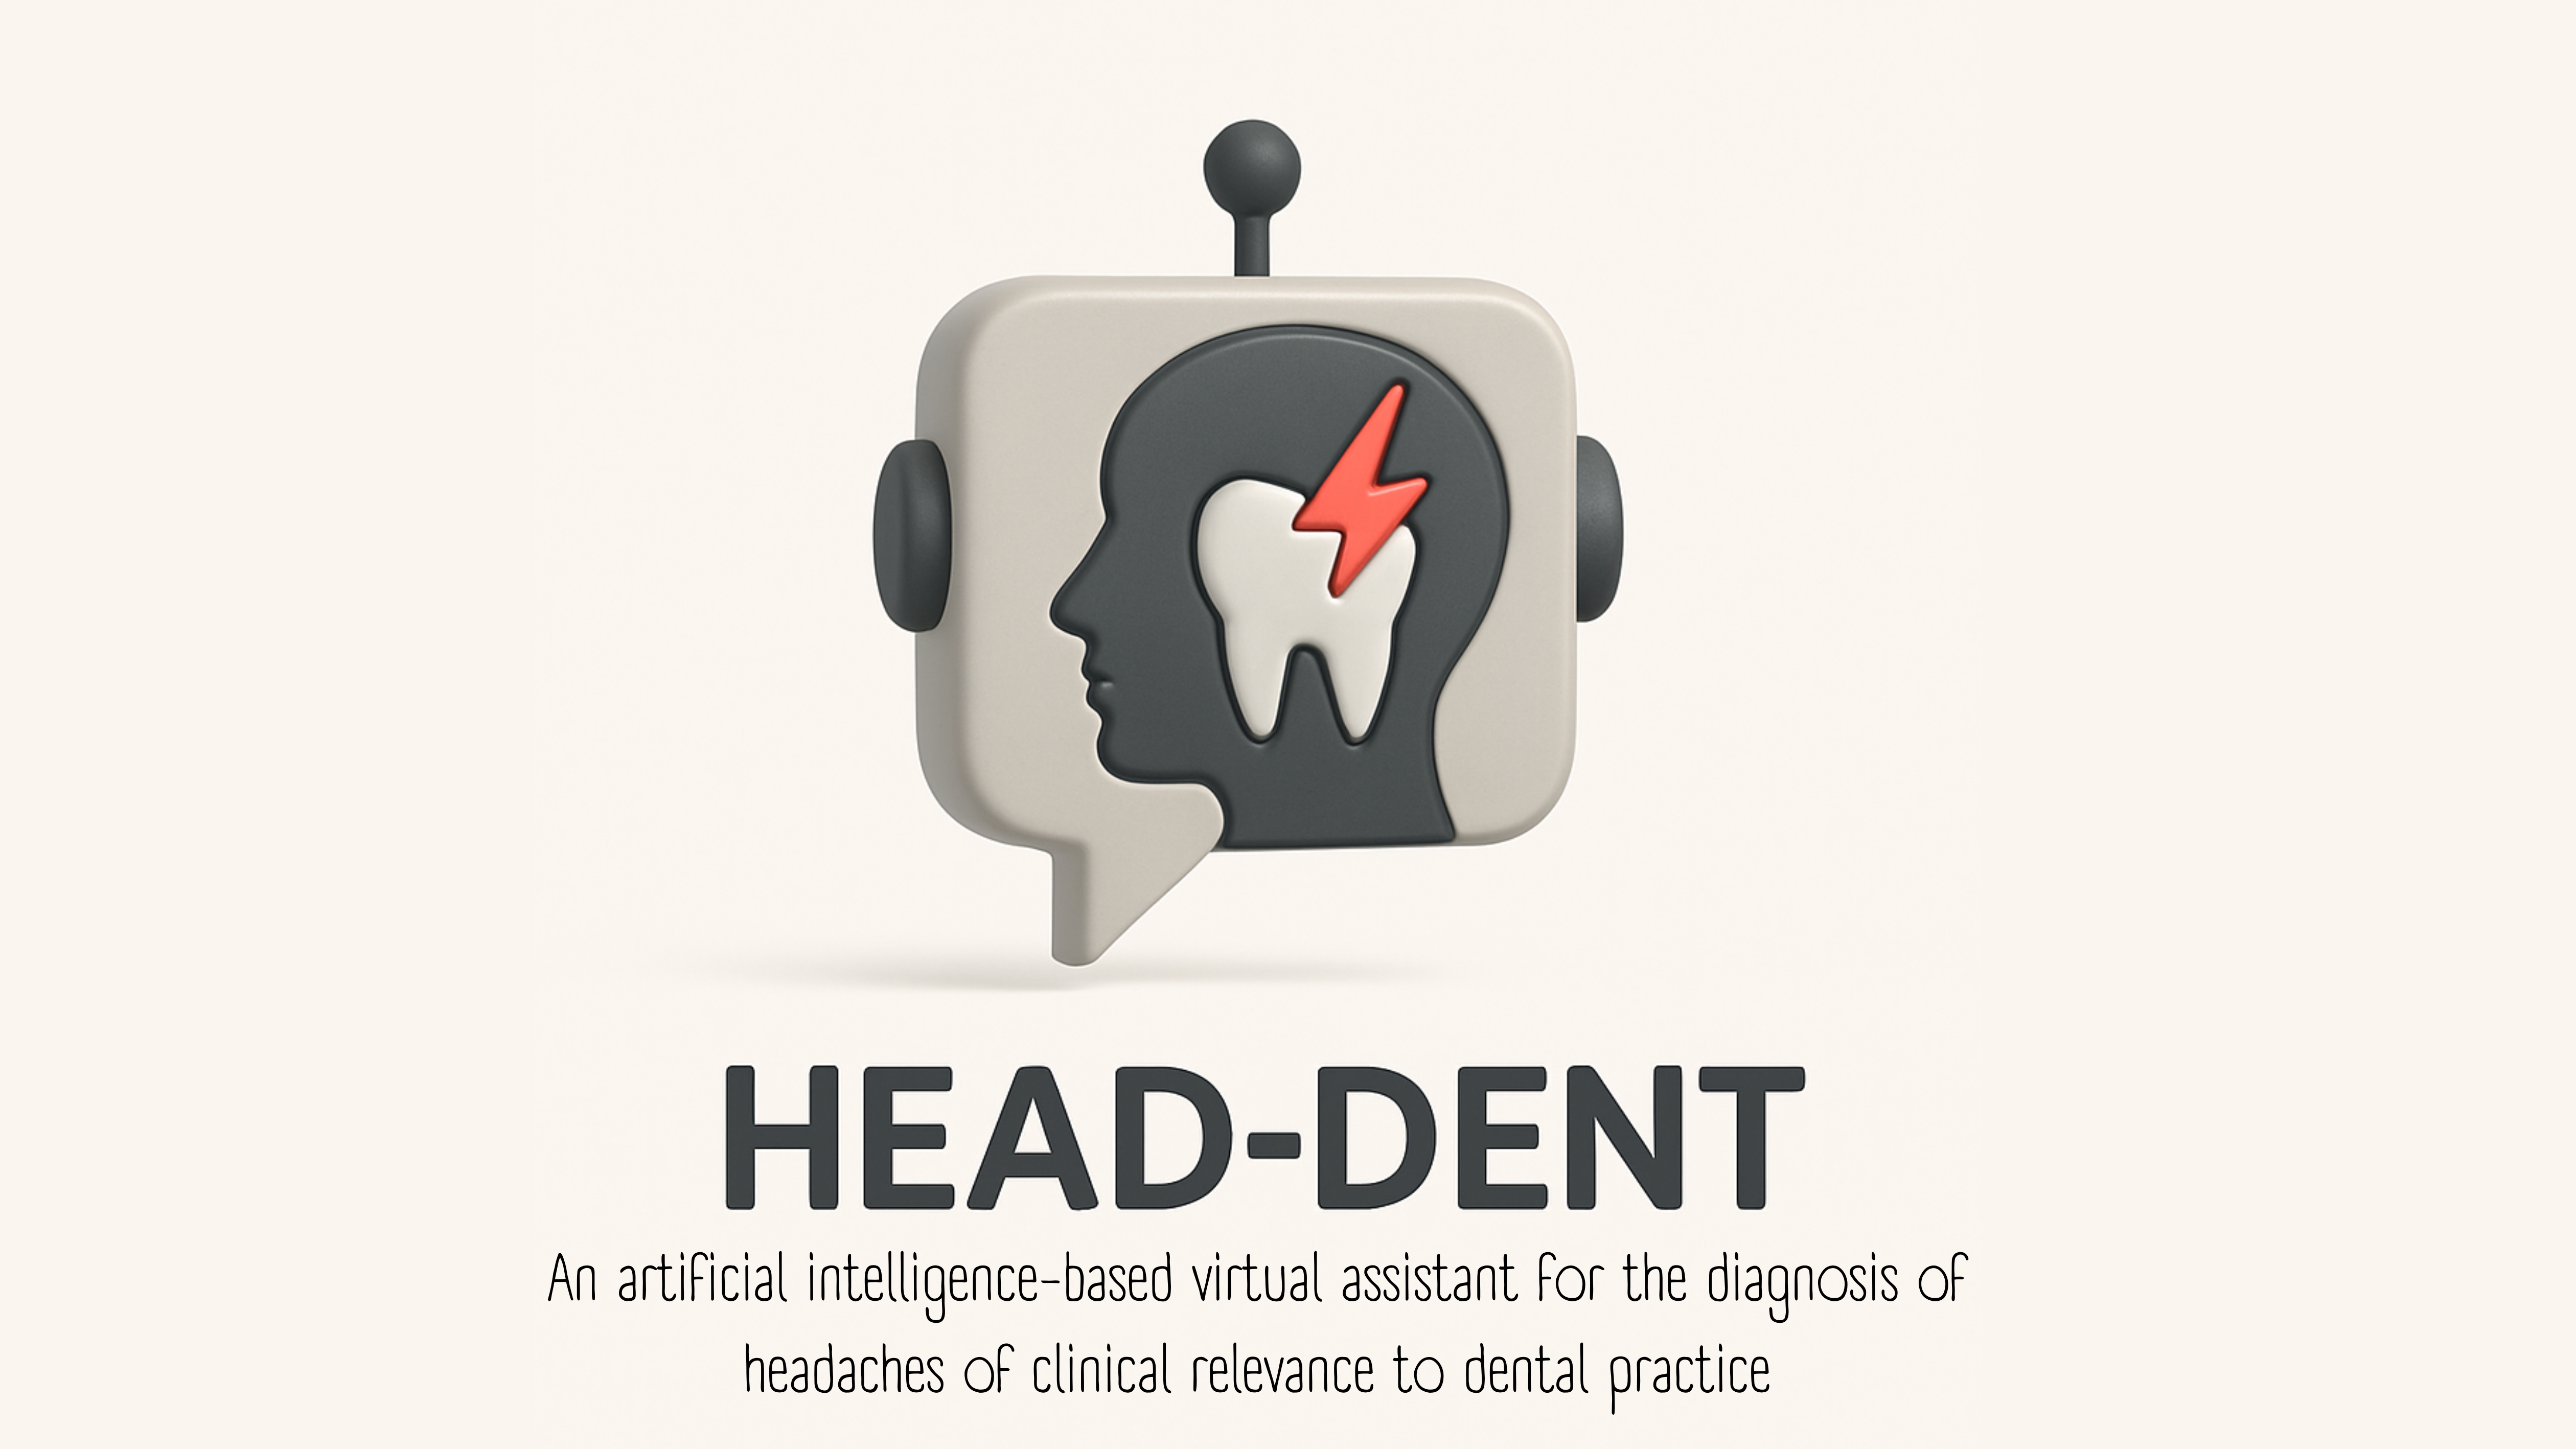 HEAD-DENT
An artificial intelligence-based virtual assistant for the diagnosis of
headaches of clinical relevance to dental practice